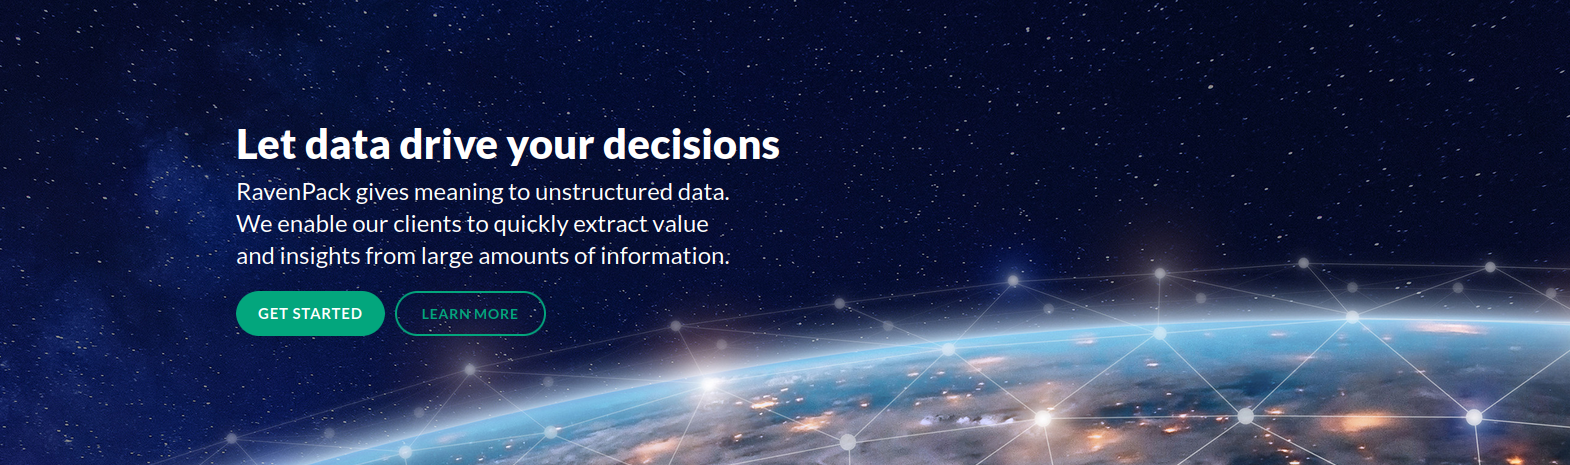 Let data drive your decisions
RavenPack gives meaning to unstructured data.
We enable our clients to quickly extract value
and insights from large amounts of information.
GET STARTED
LEARN MORE